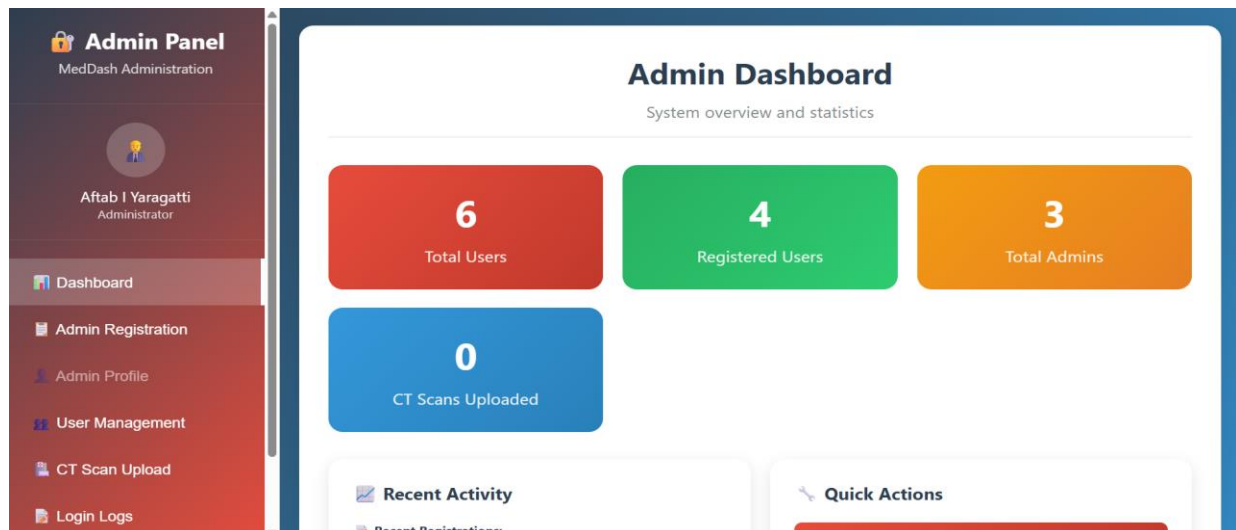 Admin Panel
MedDash Administration
Aftab I Yaragatti
Administrator
Dashboard
Admin Registration
Admin Profile
User Management
CT Scan Upload
Login Logs
Admin Dashboard
System overview and statistics
6
Total Users
4
Registered Users
3
Total Admins
0
CT Scans Uploaded
Recent Activity
Recent Registrations:
Quick Actions